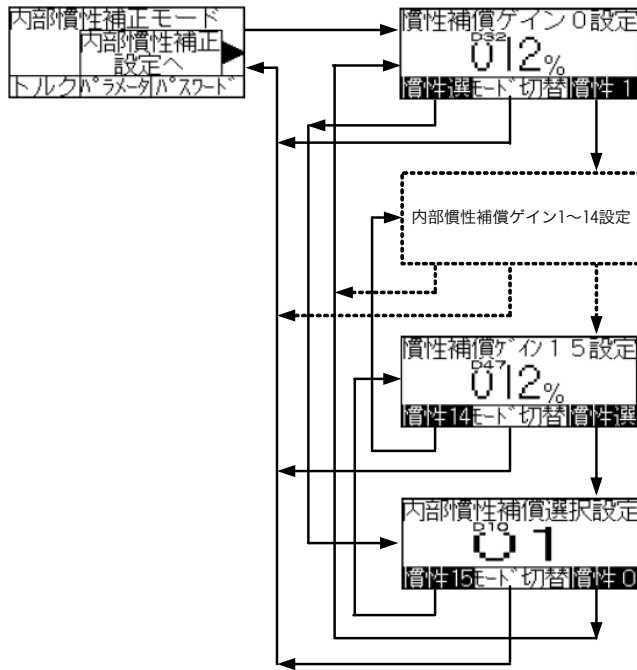 内部慣性補正モード
内部慣性補正
設定へ
トルク パラメータ パスワード
慣性補償ゲイン0設定
D32
012%
慣性選 モード切替 慣性 1
内部慣性補償ゲイン1~14設定
慣性補償ゲイン15設定
D47
012%
慣性14 モード切替 慣性選
内部慣性補償選択設定
D10
01
慣性15 モード切替 慣性 0